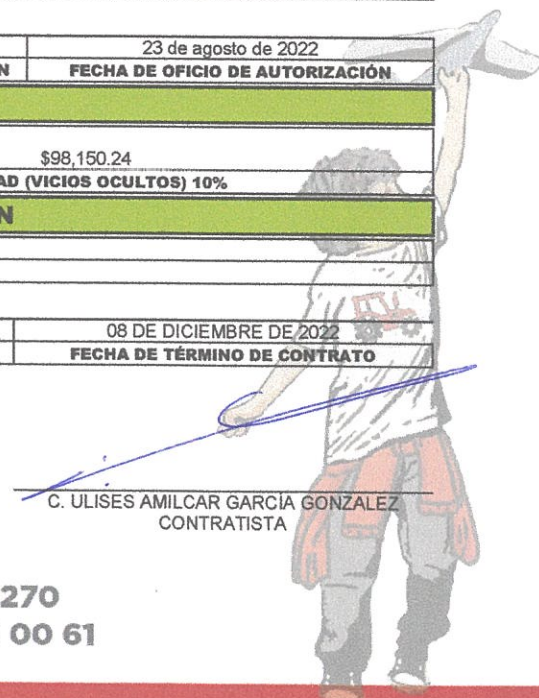 23 de agosto de 2022
N FECHA DE OFICIO DE AUTORIZACIÓN
$98,150.24
AD (VICIOS OCULTOS) 10%
N
08 DE DICIEMBRE DE 2022
FECHA DE TÉRMINO DE CONTRATO
C. ULISES AMILCAR GARCÍA GONZALEZ
CONTRATISTA
270
00 61